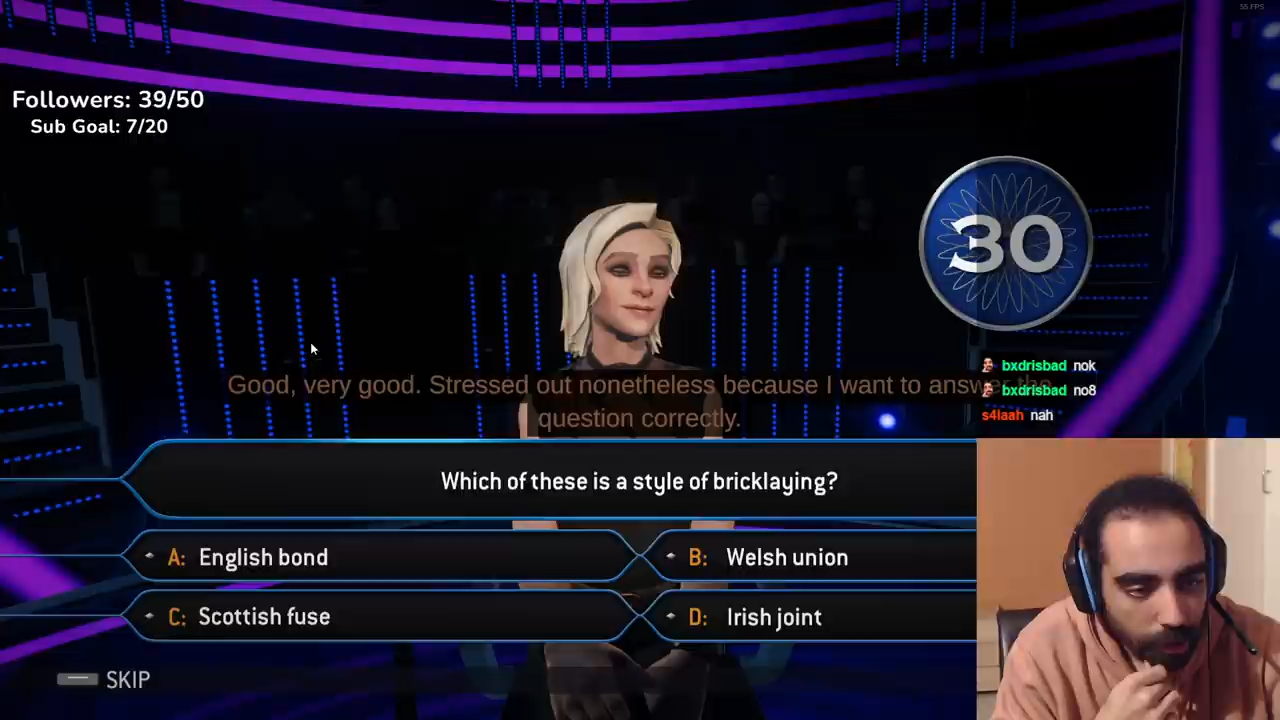 55 FPS
Followers: 39/50
Sub Goal: 7/20
30
bxdrisbad nok
bxdrisbad no8
s4laah nah
Good, very good. Stressed out nonetheless because I want to answer the
question correctly.
Which of these is a style of bricklaying?
A: English bond
B: Welsh union
C: Scottish fuse
D: Irish joint
SKIP